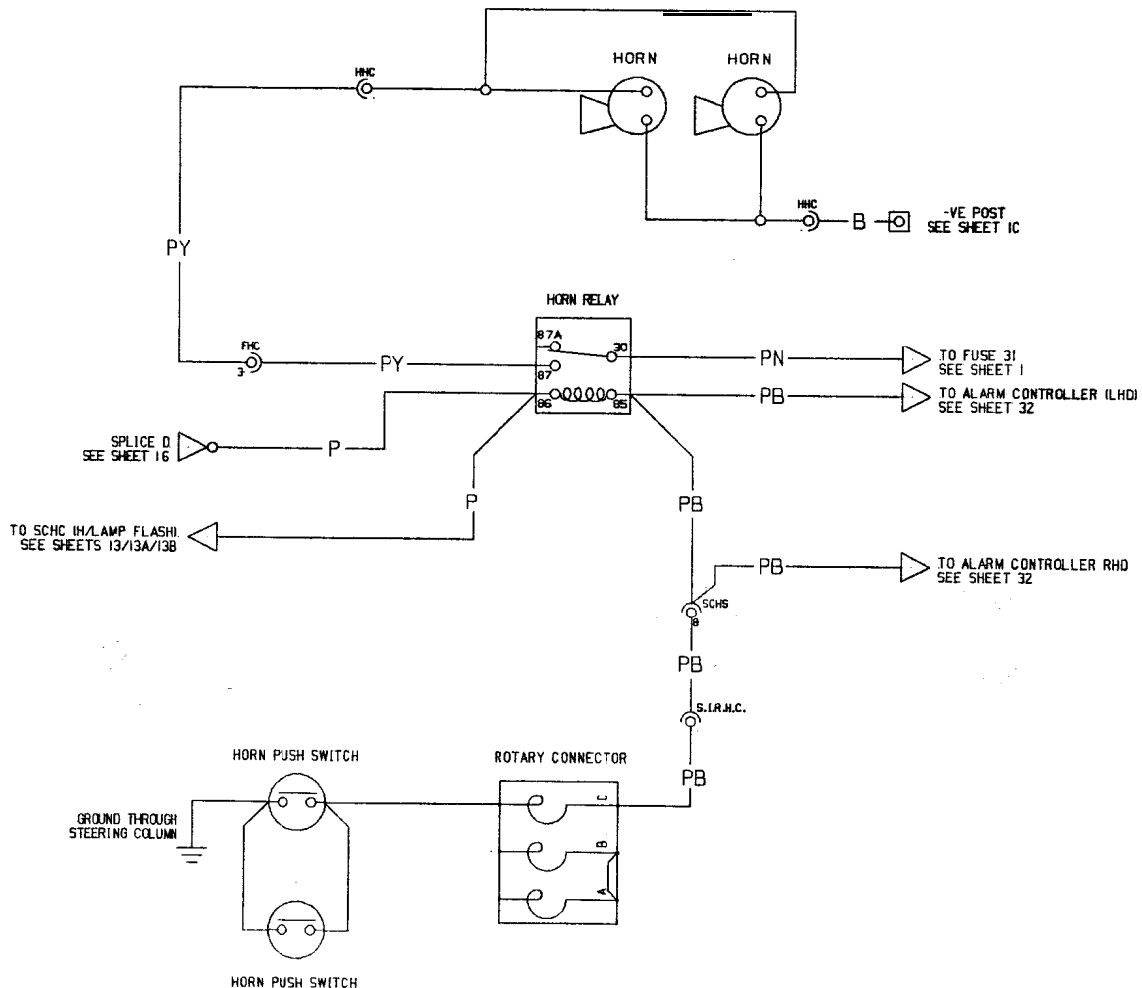 HORN
HORN
HHC
HHC
B
-VE POST
SEE SHEET 1C
PY
HORN RELAY
87A
30
87
86
85
FHC
3
PY
PN
TO FUSE 31
SEE SHEET 1
PB
TO ALARM CONTROLLER (LHD)
SEE SHEET 32
SPLICE D
SEE SHEET 16
P
P
TO SCHC (H/LAMP FLASH).
SEE SHEETS 13/13A/13B
PB
PB
TO ALARM CONTROLLER RHD
SEE SHEET 32
SCHS
8
PB
S.I.R.H.C.
PB
HORN PUSH SWITCH
ROTARY CONNECTOR
C
B
A
GROUND THROUGH
STEERING COLUMN
HORN PUSH SWITCH